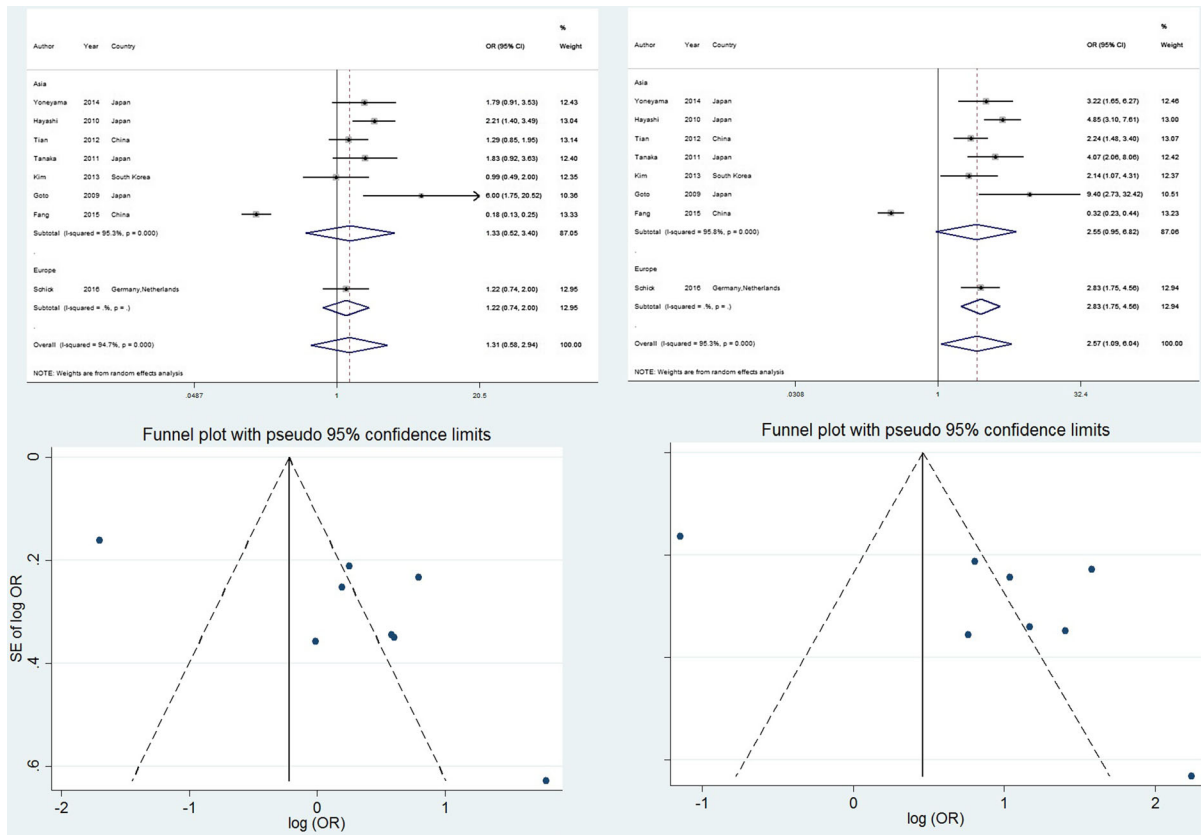 %
Author Year Country OR (95% CI) Weight
Asia
Yoneyama 2014 Japan 1.79 (0.91, 3.53) 12.43
Hayashi 2010 Japan 2.21 (1.40, 3.49) 13.04
Tian 2012 China 1.29 (0.85, 1.95) 13.14
Tanaka 2011 Japan 1.83 (0.92, 3.63) 12.40
Kim 2013 South Korea 0.99 (0.49, 2.00) 12.35
Goto 2009 Japan 6.00 (1.75, 20.52) 10.36
Fang 2015 China 0.18 (0.13, 0.25) 13.33
Subtotal (I-squared = 95.3%, p = 0.000) 1.33 (0.52, 3.40) 87.05
.
Europe
Schick 2016 Germany,Netherlands 1.22 (0.74, 2.00) 12.95
Subtotal (I-squared = .%, p = .) 1.22 (0.74, 2.00) 12.95
.
Overall (I-squared = 94.7%, p = 0.000) 1.31 (0.58, 2.94) 100.00
NOTE: Weights are from random effects analysis
.0487 1 20.5
%
Author Year Country OR (95% CI) Weight
Asia
Yoneyama 2014 Japan 3.22 (1.65, 6.27) 12.46
Hayashi 2010 Japan 4.85 (3.10, 7.61) 13.00
Tian 2012 China 2.24 (1.48, 3.40) 13.07
Tanaka 2011 Japan 4.07 (2.06, 8.06) 12.42
Kim 2013 South Korea 2.14 (1.07, 4.31) 12.37
Goto 2009 Japan 9.40 (2.73, 32.42) 10.51
Fang 2015 China 0.32 (0.23, 0.44) 13.23
Subtotal (I-squared = 95.8%, p = 0.000) 2.55 (0.95, 6.82) 87.06
.
Europe
Schick 2016 Germany,Netherlands 2.83 (1.75, 4.56) 12.94
Subtotal (I-squared = .%, p = .) 2.83 (1.75, 4.56) 12.94
.
Overall (I-squared = 95.3%, p = 0.000) 2.57 (1.09, 6.04) 100.00
NOTE: Weights are from random effects analysis
.0308 1 32.4
Funnel plot with pseudo 95% confidence limits
SE of log OR
0
.2
.4
.6
-2 -1 0 1 2
log (OR)
Funnel plot with pseudo 95% confidence limits
-1 0 1 2
log (OR)